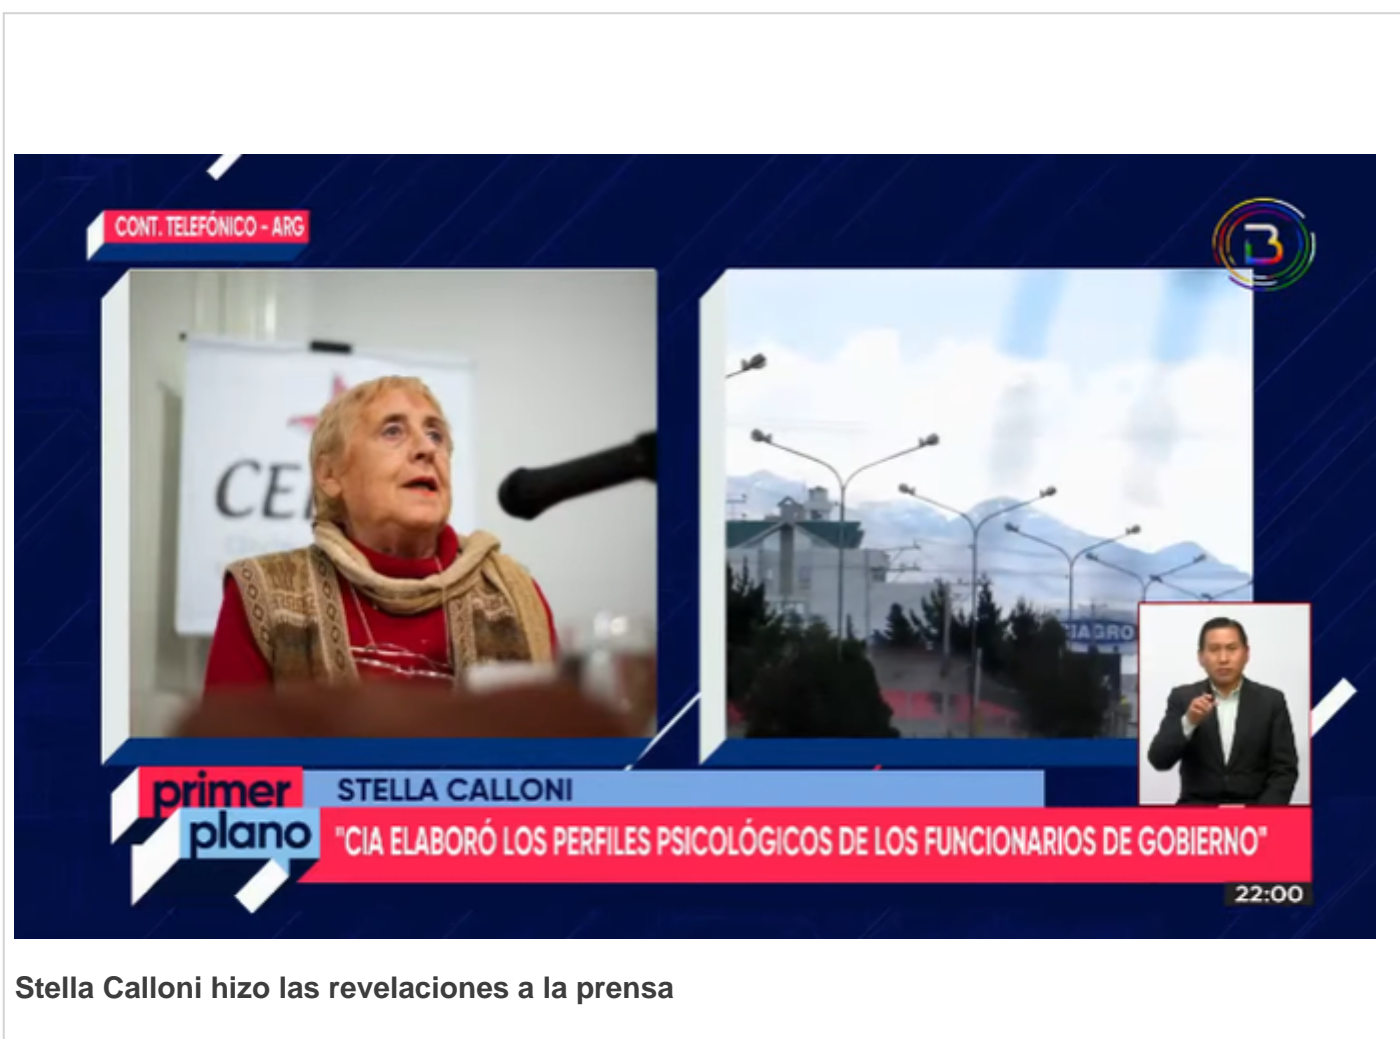 CONT. TELEFÓNICO - ARG
B
CE
IAGRO
primer
plano
STELLA CALLONI
"CIA ELABORÓ LOS PERFILES PSICOLÓGICOS DE LOS FUNCIONARIOS DE GOBIERNO"
22:00
Stella Calloni hizo las revelaciones a la prensa